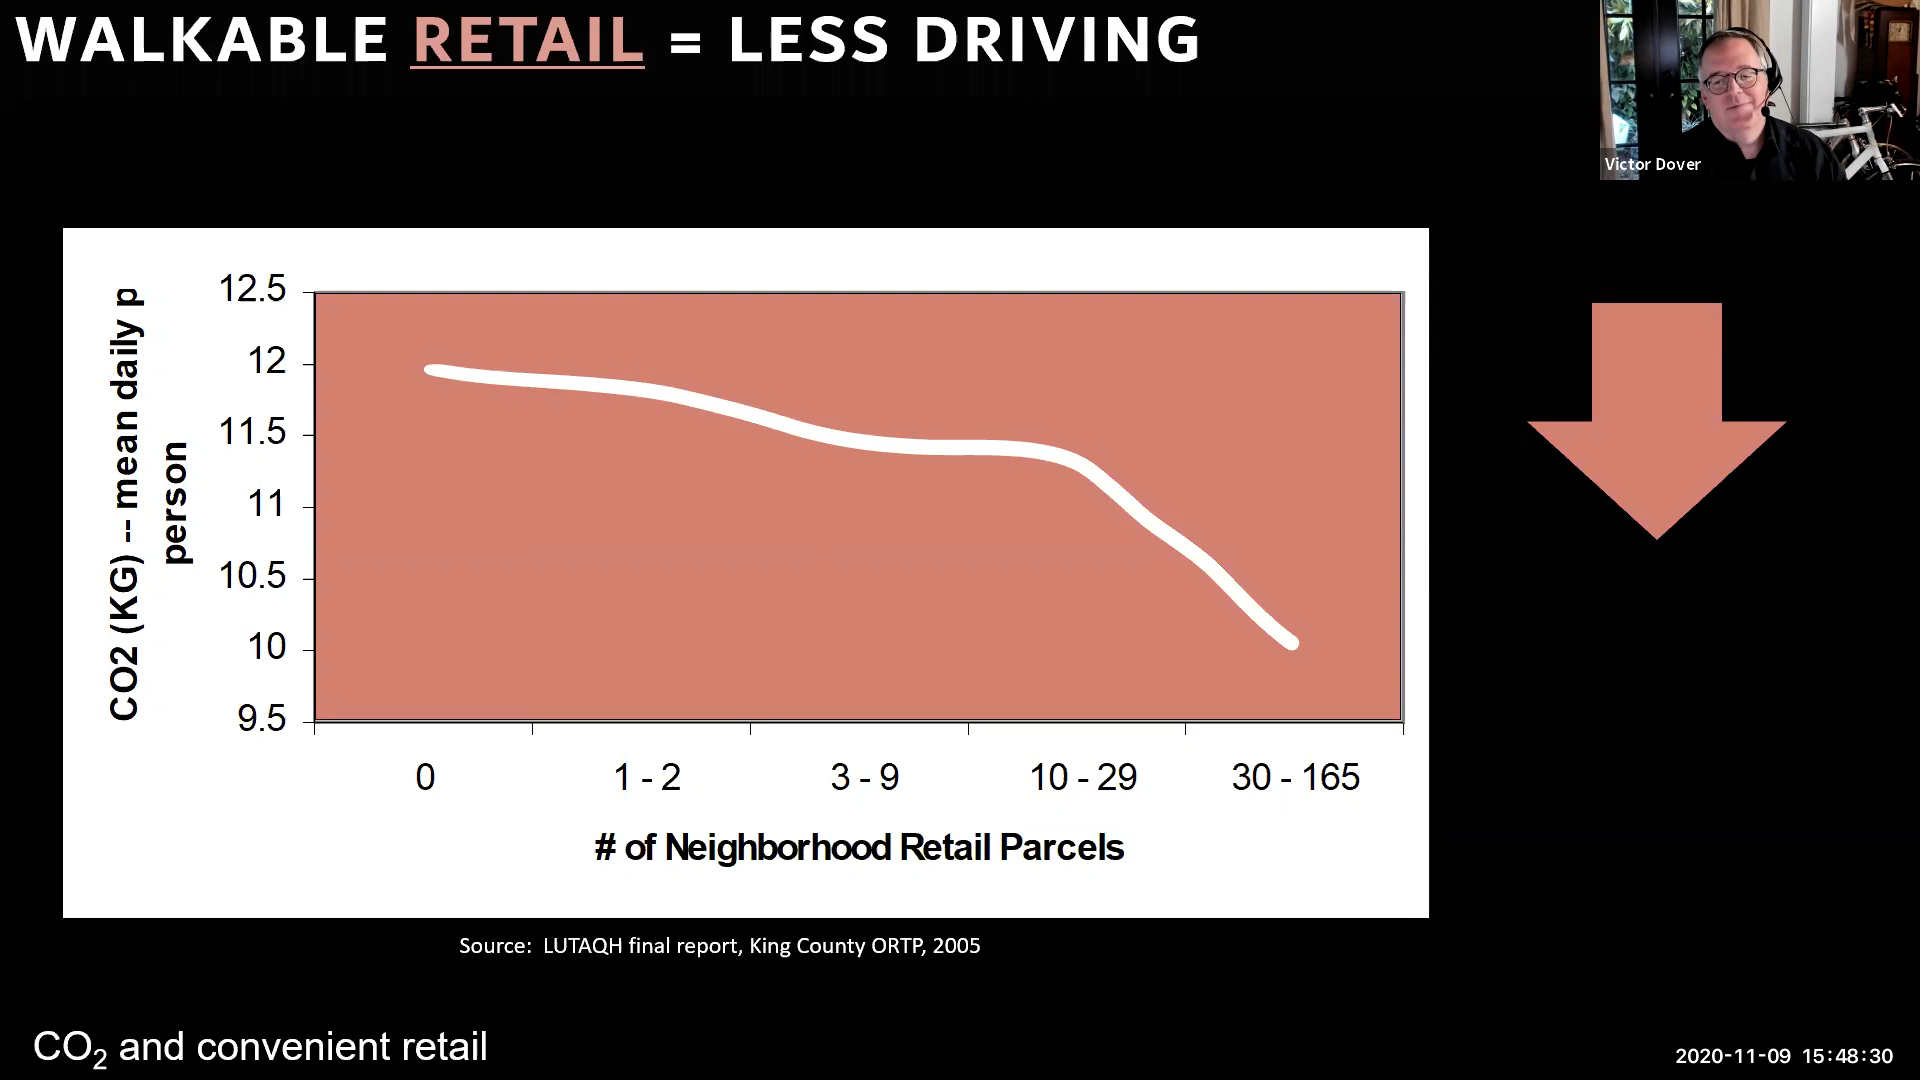 WALKABLE RETAIL = LESS DRIVING
Victor Dover
CO2 (KG) -- mean daily p
person
12.5
12
11.5
11
10.5
10
9.5
0 1 - 2 3 - 9 10 - 29 30 - 165
# of Neighborhood Retail Parcels
Source: LUTAQH final report, King County ORTP, 2005
CO₂ and convenient retail
2020-11-09 15:48:30